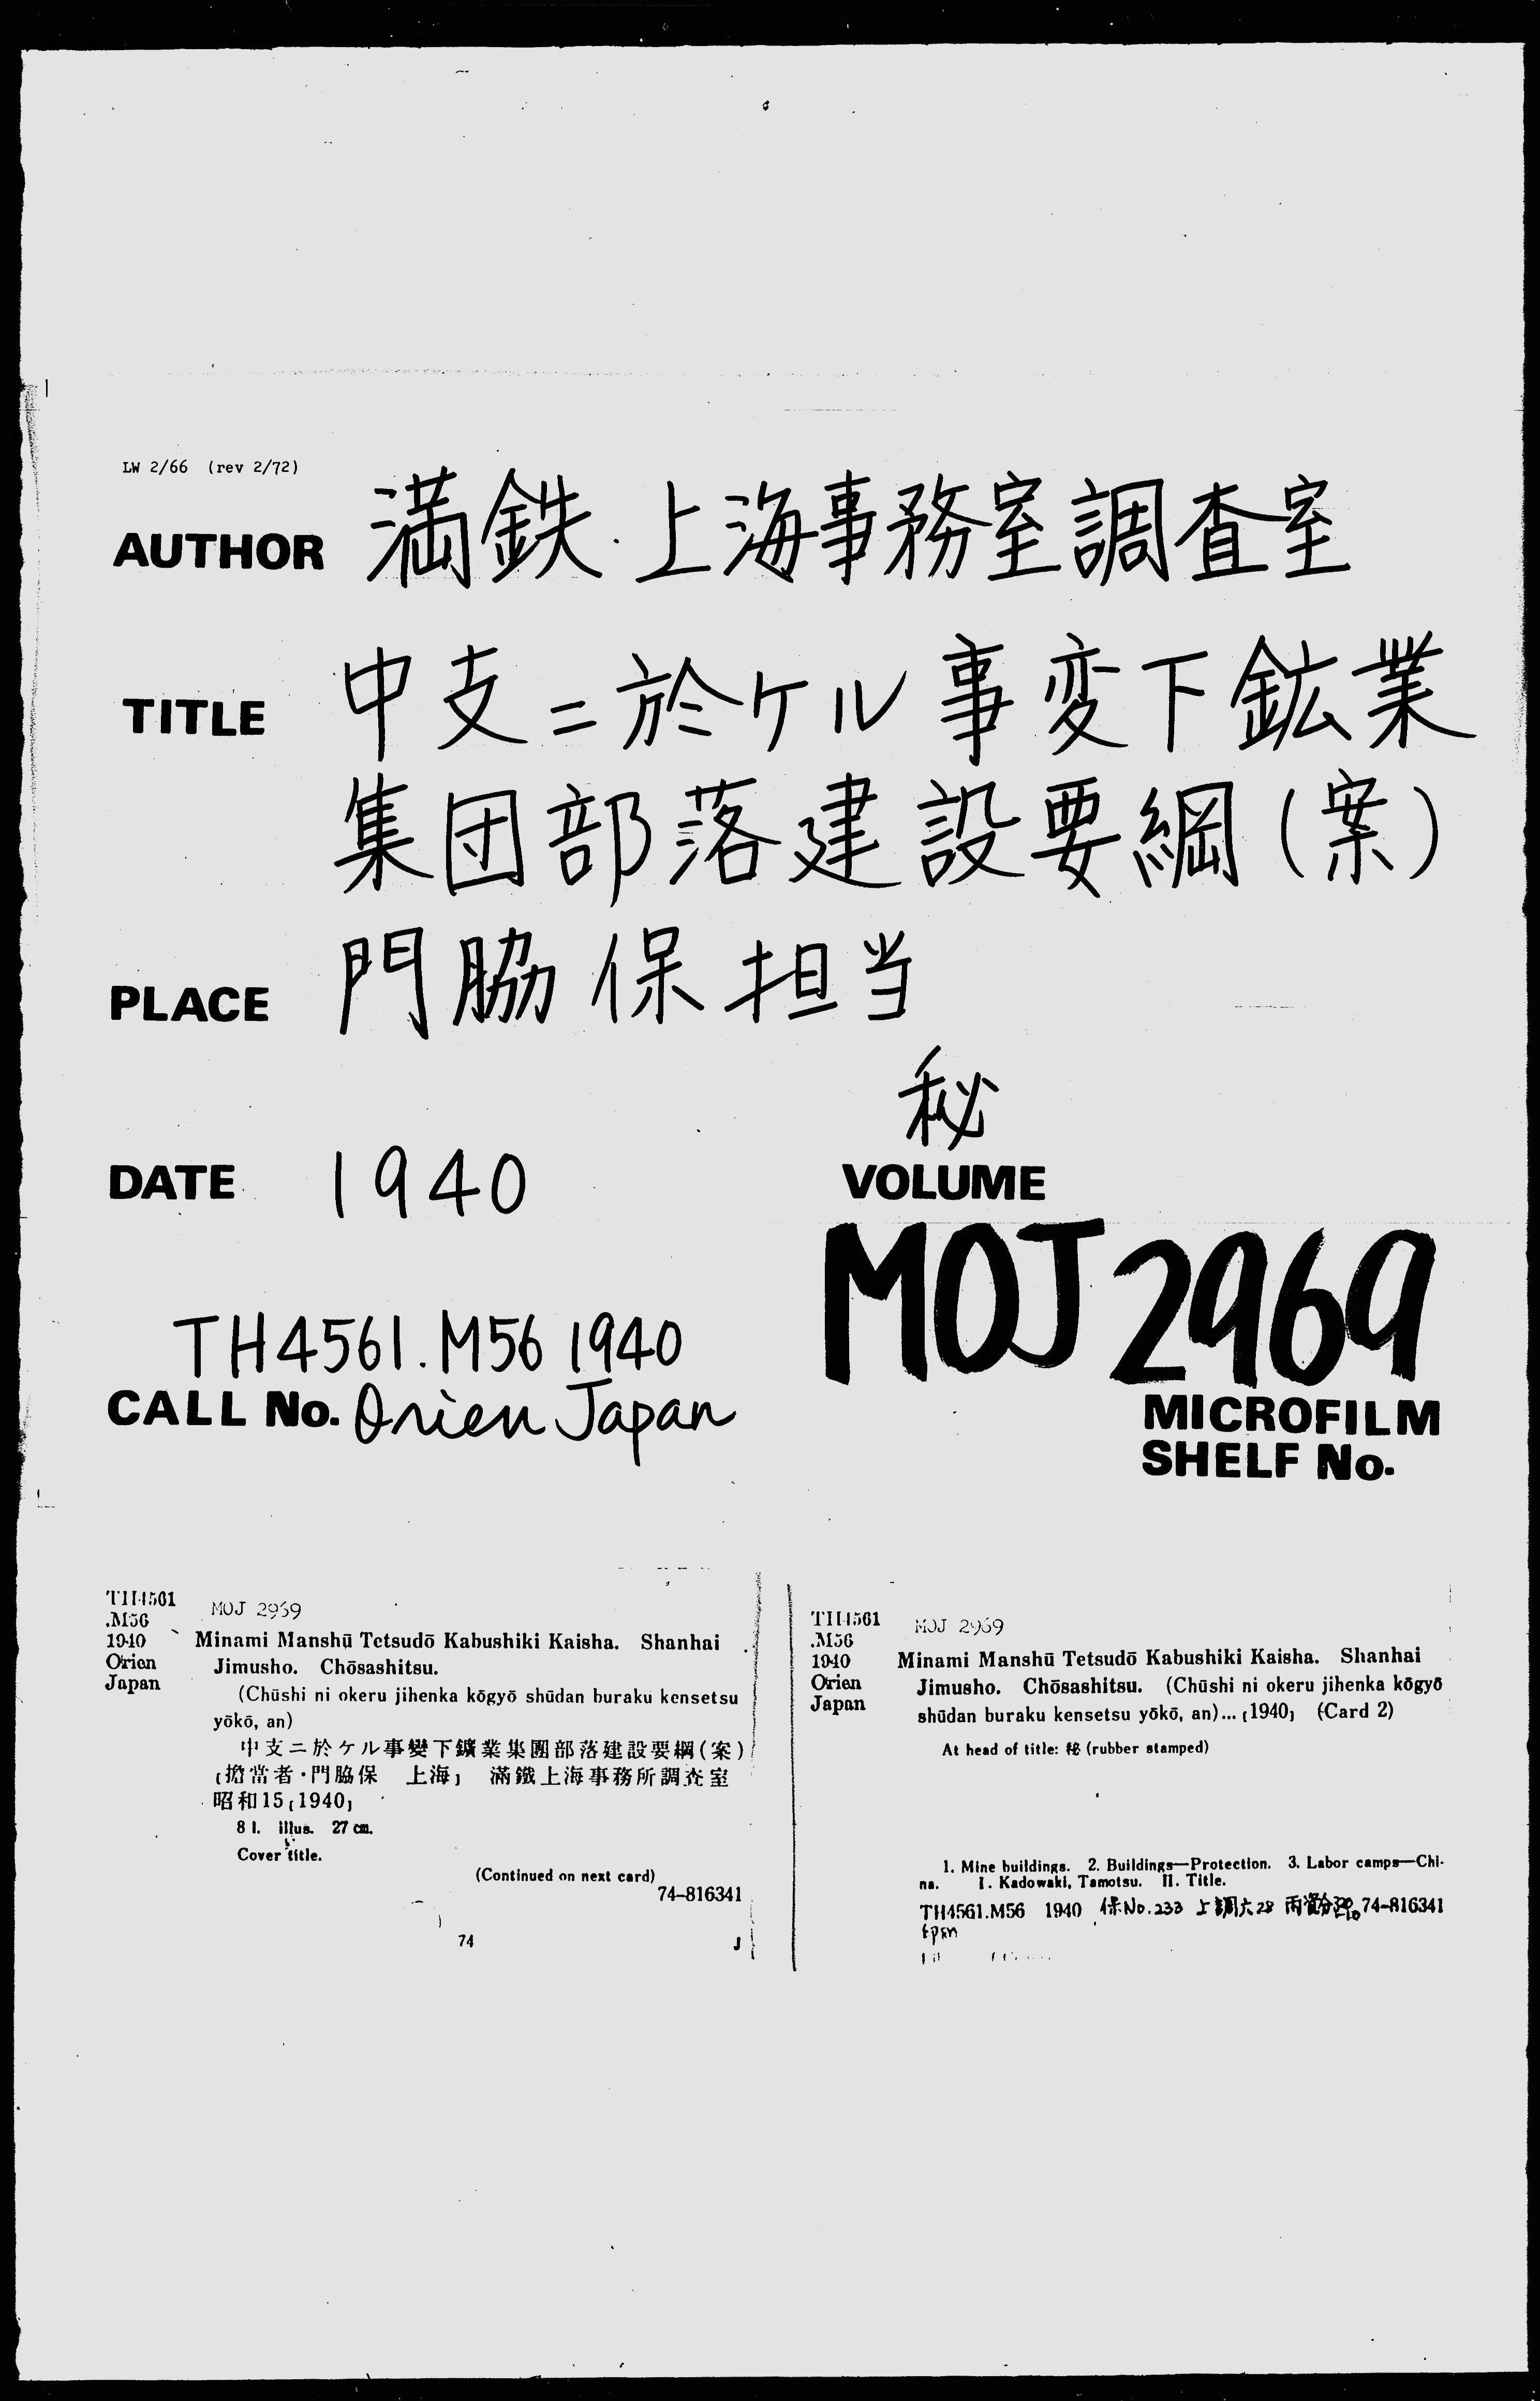 LW 2/66 (rev 2/72)
AUTHOR 満鉄.上海事務室調査室
TITLE 中支ニ於ケル事変下鉱業
集団部落建設要綱(案)
PLACE 門脇保担当
秘
DATE 1940
VOLUME
MOJ 2969
MICROFILM
SHELF No.
TH4561.M56 1940
CALL No. Orien Japan
TH4561
.M56
1940
Orien
Japan
MOJ 2969
Minami Manshū Tetsudō Kabushiki Kaisha. Shanhai
Jimusho. Chōsashitsu.
(Chūshi ni okeru jihenka kōgyō shūdan buraku kensetsu
yōkō, an)
中支ニ於ケル事變下鑛業集團部落建設要綱(案)
[擔當者・門脇保 上海] 滿鐵上海事務所調査室
昭和15 [1940]
8 l. illus. 27 cm.
Cover title.
(Continued on next card)
74-816341
74
J
TH4561
.M56
1940
Orien
Japan
MOJ 2969
Minami Manshū Tetsudō Kabushiki Kaisha. Shanhai
Jimusho. Chōsashitsu. (Chūshi ni okeru jihenka kōgyō
shūdan buraku kensetsu yōkō, an)... [1940] (Card 2)
At head of title: 秘 (rubber stamped)
1. Mine buildings. 2. Buildings—Protection. 3. Labor camps—Chi-
na. I. Kadowaki, Tamotsu. II. Title.
TH4561.M56 1940 保No.233 上調六28 丙 74-816341